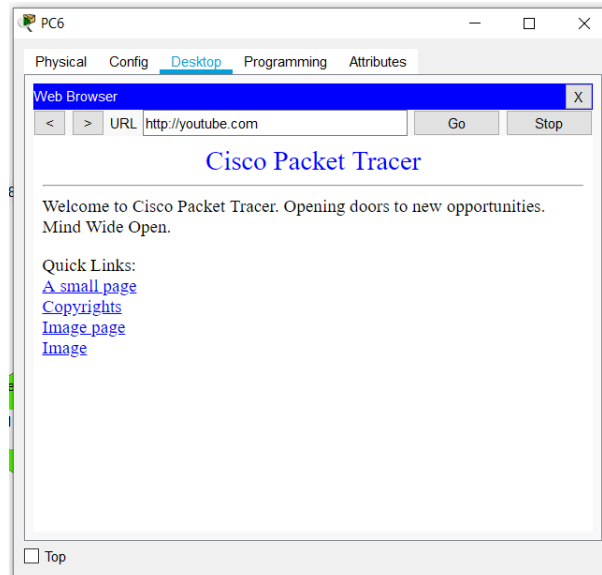 PC6
Physical Config Desktop Programming Attributes
Web Browser X
< > URL http://youtube.com Go Stop
Cisco Packet Tracer
Welcome to Cisco Packet Tracer. Opening doors to new opportunities.
Mind Wide Open.
Quick Links:
A small page
Copyrights
Image page
Image
Top